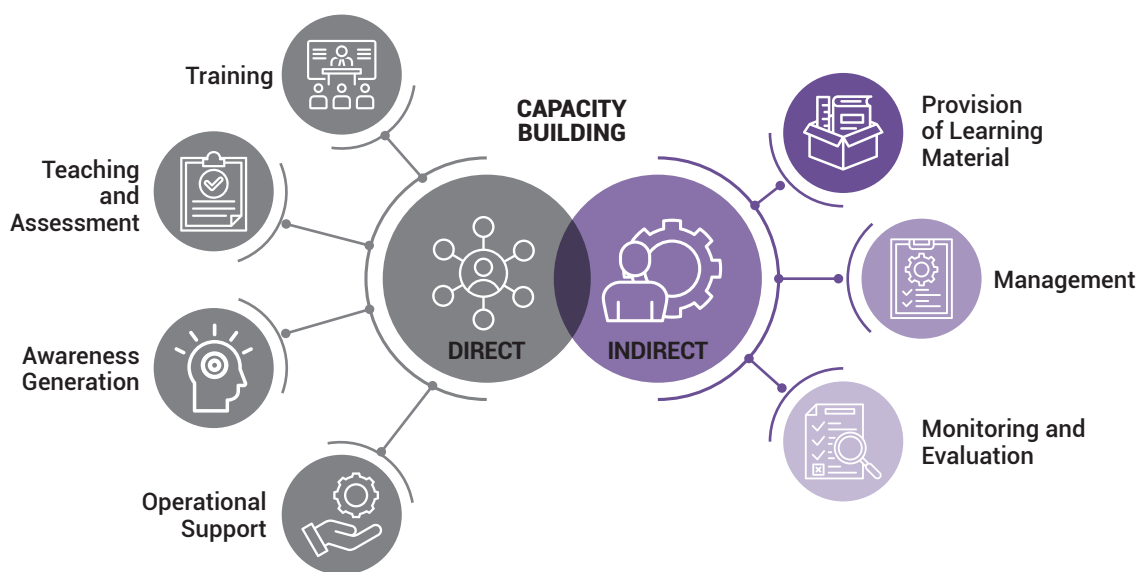 CAPACITY
BUILDING
Training
Teaching
and
Assessment
Awareness
Generation
Operational
Support
DIRECT
INDIRECT
Provision
of Learning
Material
Management
Monitoring and
Evaluation